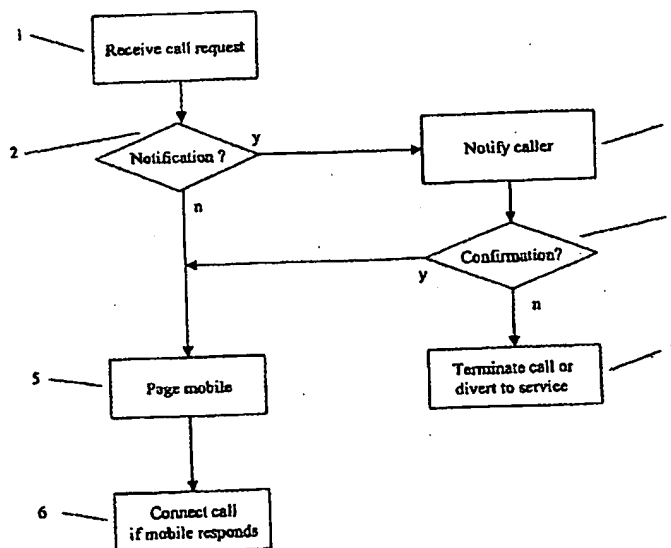 1
Receive call request
2
Notification ?
y
n
Notify caller
Confirmation?
y
n
Terminate call or
divert to service
5
Page mobile
6
Connect call
if mobile responds